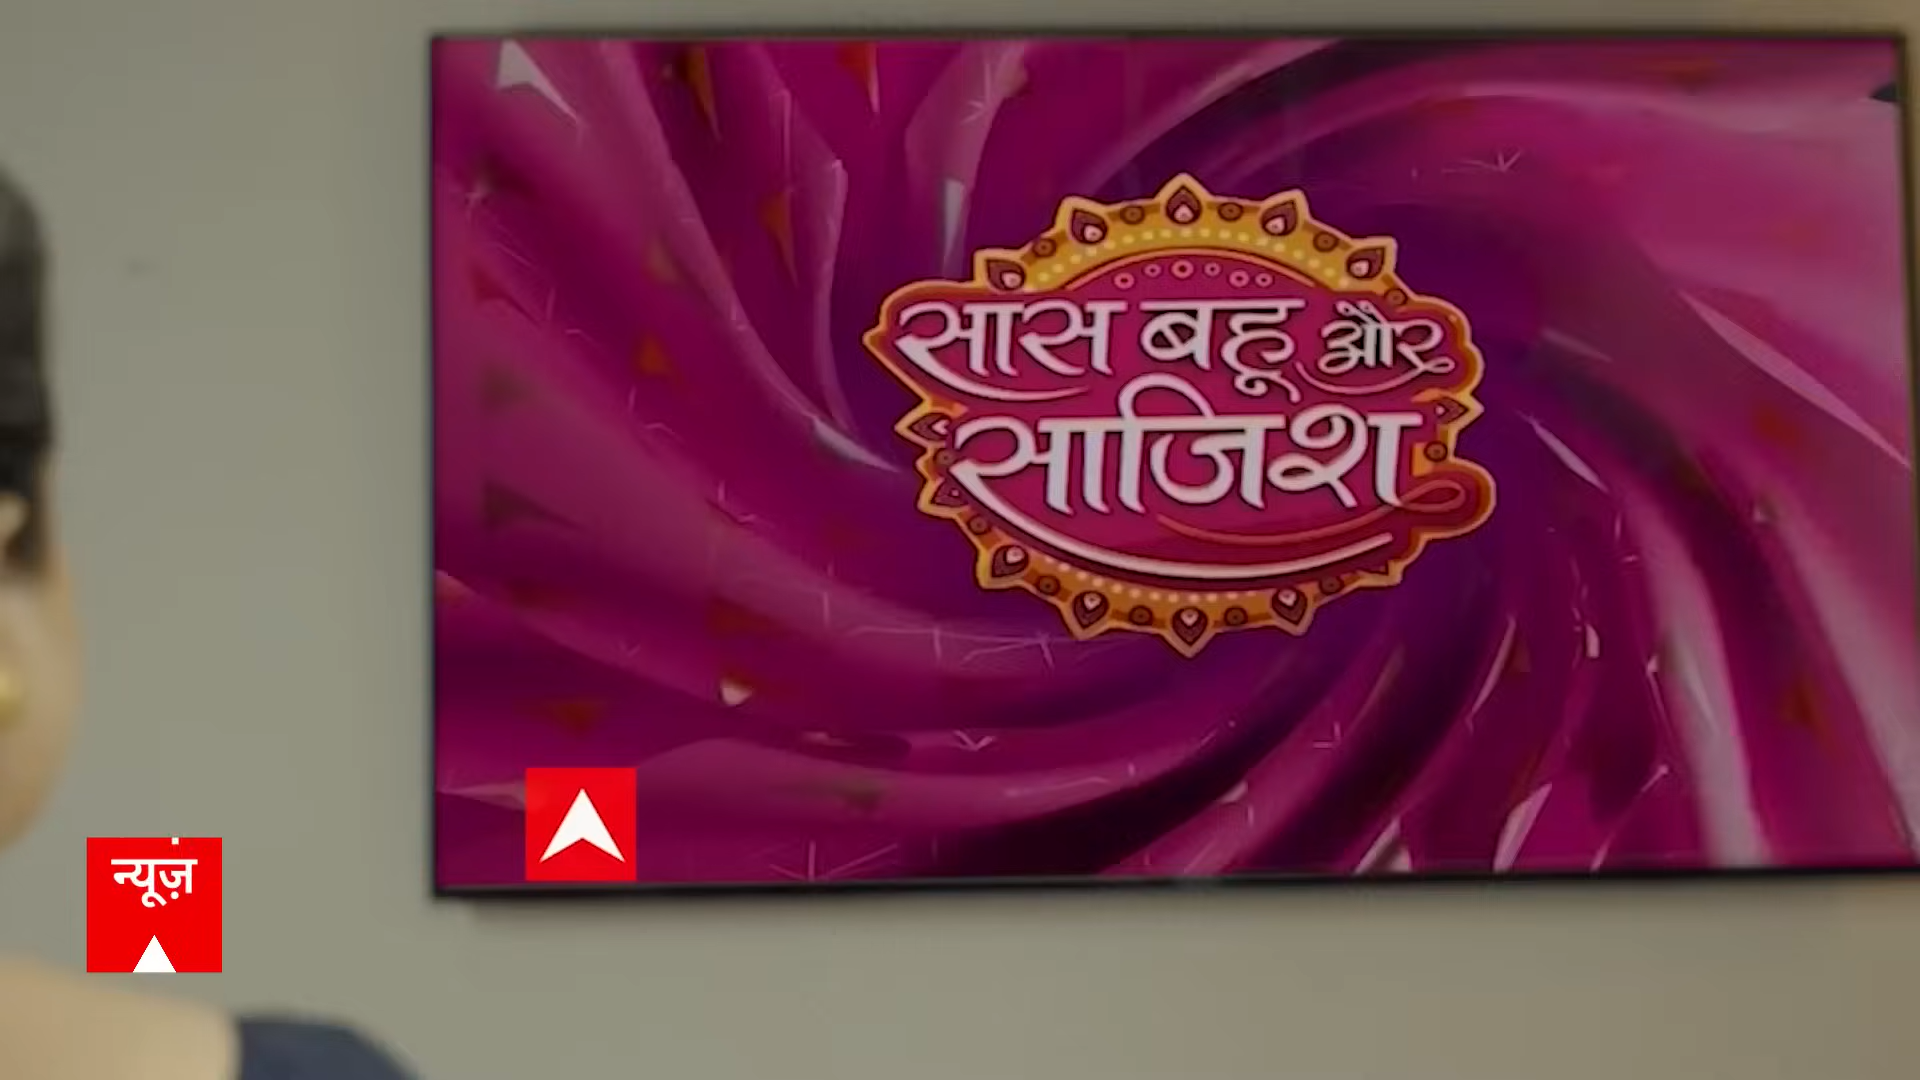 सास बहू और
साजिश
न्यूज़